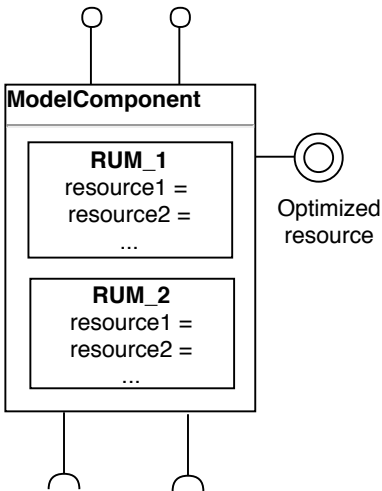 ModelComponent
RUM_1
resource1 =
resource2 =
...
Optimized
resource
RUM_2
resource1 =
resource2 =
...